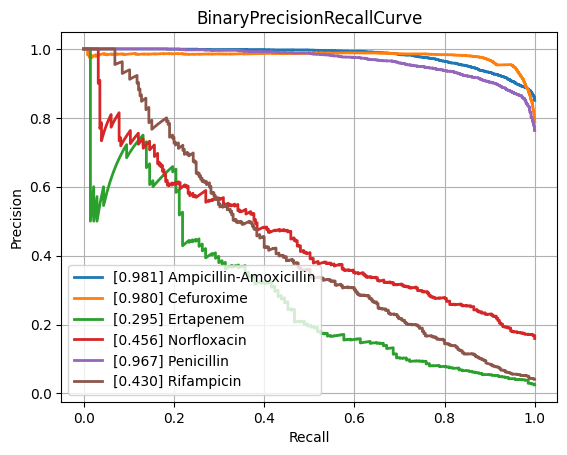 BinaryPrecisionRecallCurve
Precision
1.0
0.8
0.6
0.4
0.2
0.0
[0.981] Ampicillin-Amoxicillin
[0.980] Cefuroxime
[0.295] Ertapenem
[0.456] Norfloxacin
[0.967] Penicillin
[0.430] Rifampicin
0.0 0.2 0.4 0.6 0.8 1.0
Recall